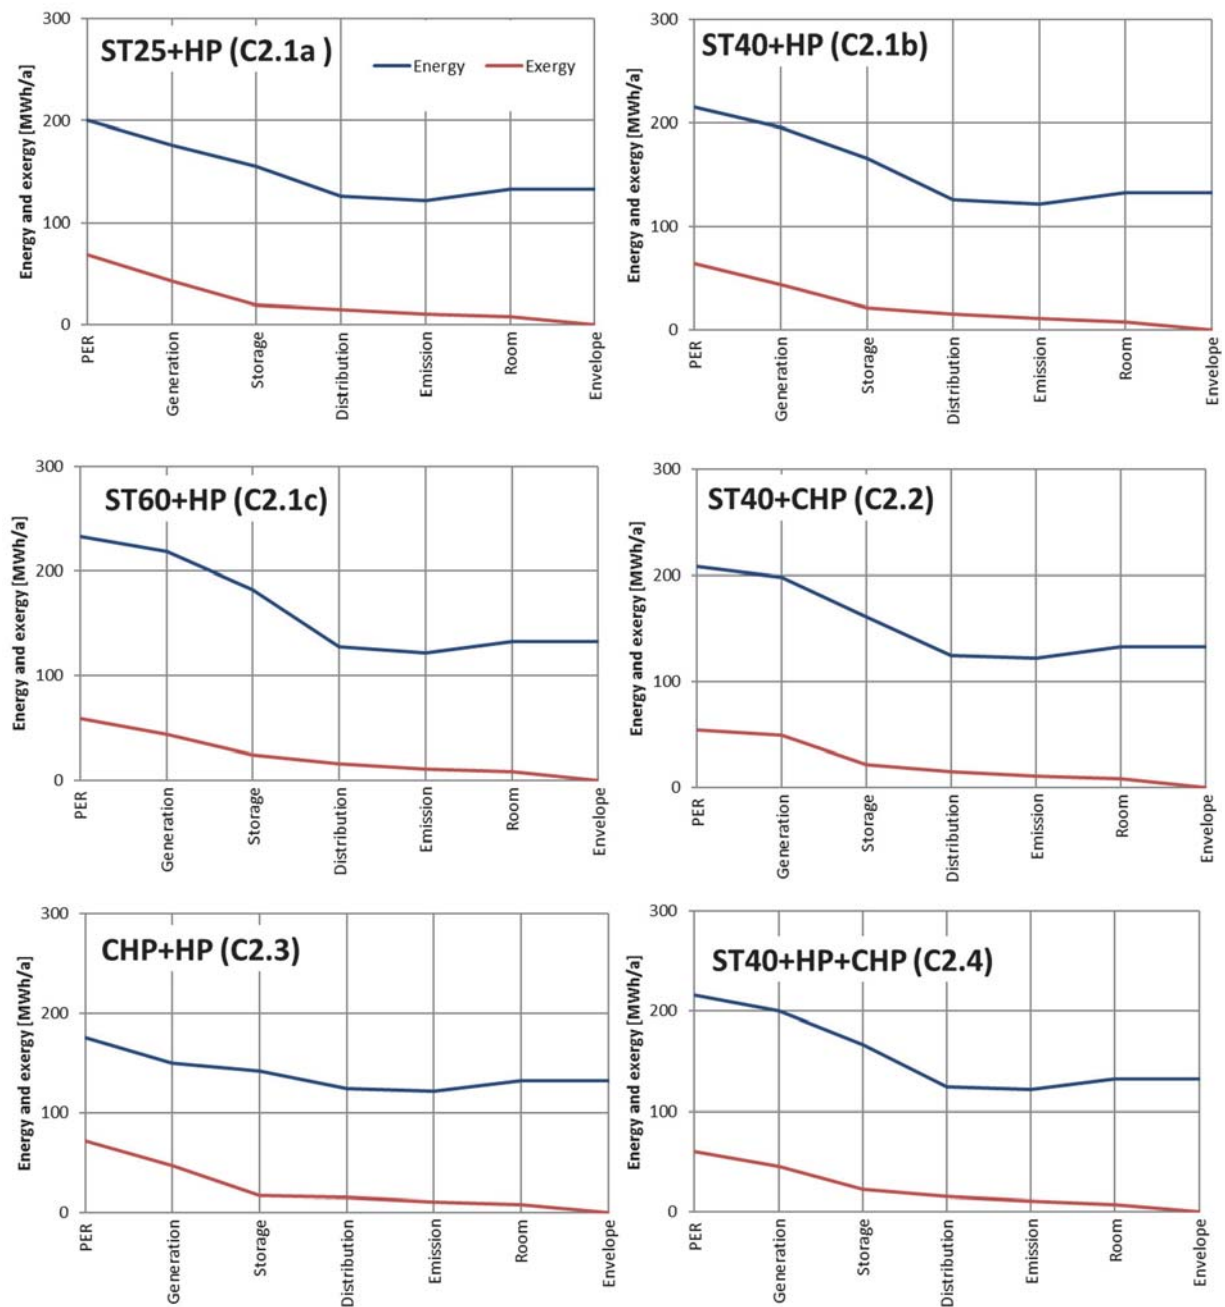 ST25+HP (C2.1a )
Energy
Exergy
Energy and exergy [MWh/a]
300
200
100
0
PER
Generation
Storage
Distribution
Emission
Room
Envelope
ST40+HP (C2.1b)
Energy and exergy [MWh/a]
300
200
100
0
PER
Generation
Storage
Distribution
Emission
Room
Envelope
ST60+HP (C2.1c)
Energy and exergy [MWh/a]
300
200
100
0
PER
Generation
Storage
Distribution
Emission
Room
Envelope
ST40+CHP (C2.2)
Energy and exergy [MWh/a]
300
200
100
0
PER
Generation
Storage
Distribution
Emission
Room
Envelope
CHP+HP (C2.3)
Energy and exergy [MWh/a]
300
200
100
0
PER
Generation
Storage
Distribution
Emission
Room
Envelope
ST40+HP+CHP (C2.4)
Energy and exergy [MWh/a]
300
200
100
0
PER
Generation
Storage
Distribution
Emission
Room
Envelope